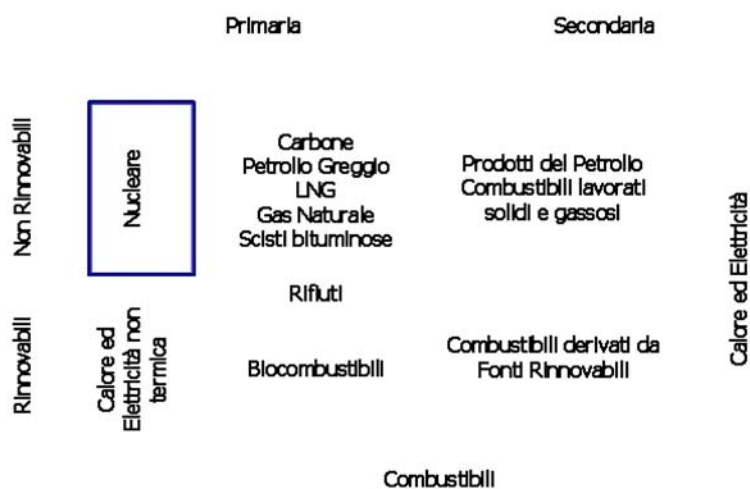 Primaria
Secondaria
Non Rinnovabili
Nucleare
Carbone
Petrolio Greggio
LNG
Gas Naturale
Scisti bituminose
Prodotti del Petrolio
Combustibili lavorati
solidi e gassosi
Rifiuti
Rinnovabili
Calore ed
Elettricità non
termica
Biocombustibili
Combustibili derivati da
Fonti Rinnovabili
Calore ed Elettricità
Combustibili